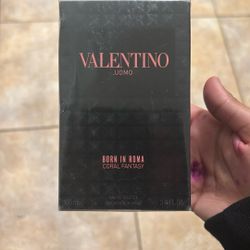 VALENTINO
UOMO
BORN IN ROMA
CORAL FANTASY